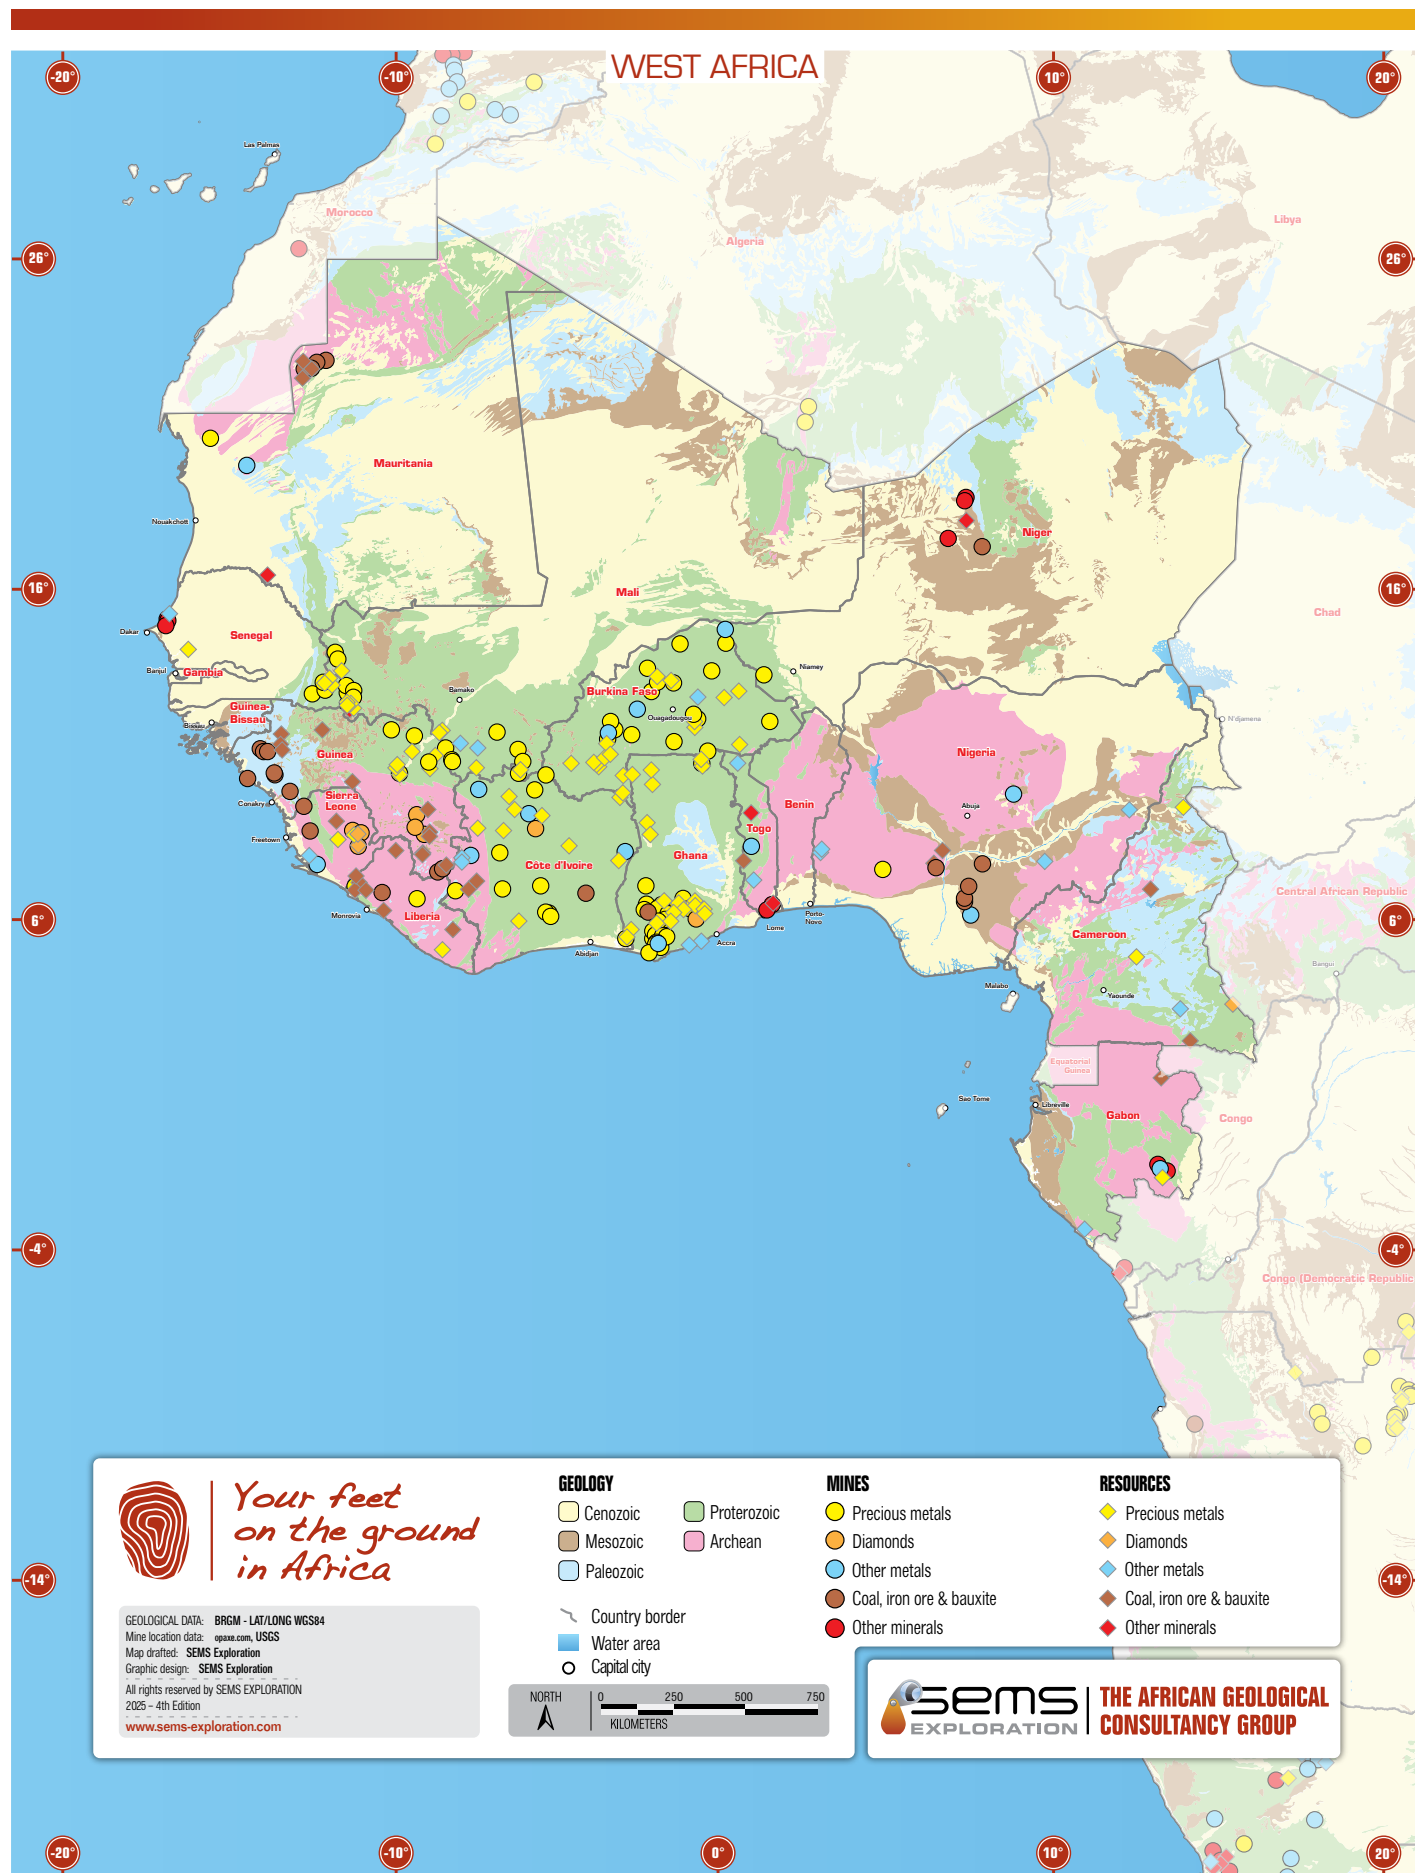 WEST AFRICA
-20°
-10°
10°
20°
Las Palmas
Morocco
Algeria
Libya
26°
26°
Mauritania
Nouakchott
Niger
16°
Mali
16°
Chad
Dakar
Senegal
Banjul
Gambia
Niamey
Bamako
Burkina Faso
Guinea-
Bissau
Bissau
Ouagadougou
N'djamena
Guinea
Nigeria
Sierra
Leone
Conakry
Benin
Abuja
Togo
Freetown
Ghana
Côte d'Ivoire
Central African Republic
Monrovia
Liberia
6°
Porto-
Novo
Lome
6°
Cameroon
Accra
Abidjan
Bangui
Malabo
Yaounde
Equatorial
Guinea
Sao Tome
Libreville
Gabon
Congo
-4°
-4°
Congo (Democratic Republic
Your feet
on the ground
in Africa
GEOLOGY
Cenozoic
Mesozoic
Paleozoic
Proterozoic
Archean
Country border
Water area
Capital city
MINES
Precious metals
Diamonds
Other metals
Coal, iron ore & bauxite
Other minerals
RESOURCES
Precious metals
Diamonds
Other metals
Coal, iron ore & bauxite
Other minerals
-14°
-14°
GEOLOGICAL DATA: BRGM - LAT/LONG WGS84
Mine location data: opaxe.com, USGS
Map drafted: SEMS Exploration
Graphic design: SEMS Exploration
All rights reserved by SEMS EXPLORATION
2025 – 4th Edition
www.sems-exploration.com
NORTH
0 250 500 750
KILOMETERS
sems
EXPLORATION
THE AFRICAN GEOLOGICAL
CONSULTANCY GROUP
-20°
-10°
0°
10°
20°